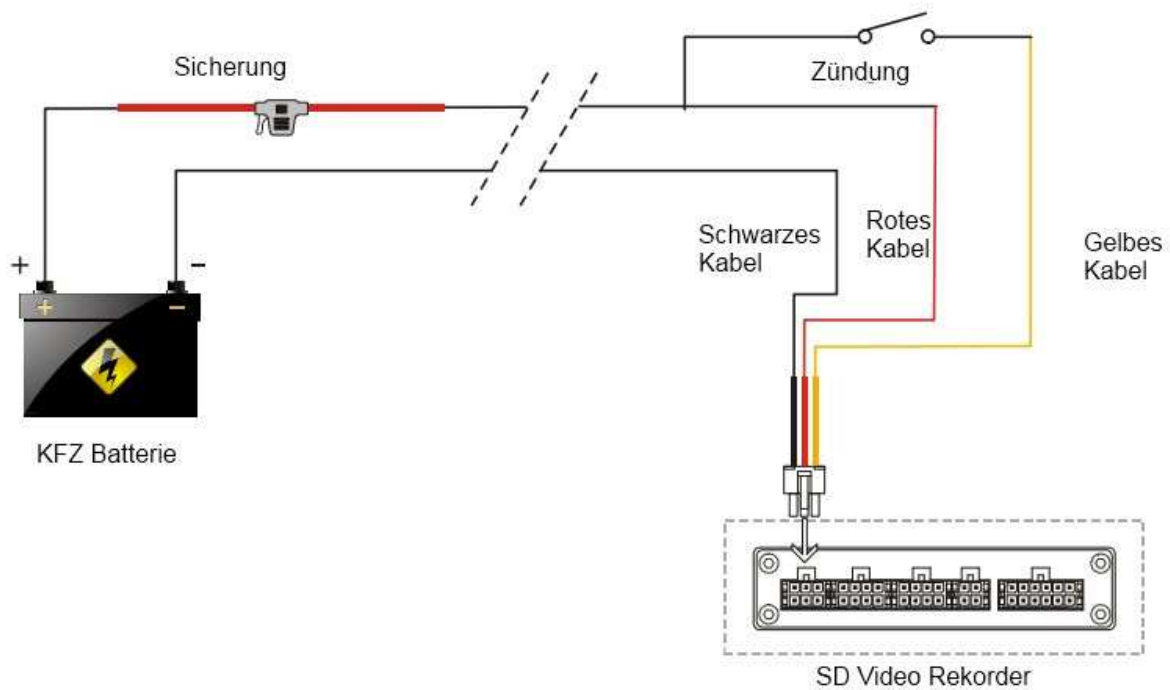 Sicherung
Zündung
Schwarzes
Kabel
Rotes
Kabel
Gelbes
Kabel
+
-
+
-
KFZ Batterie
SD Video Rekorder